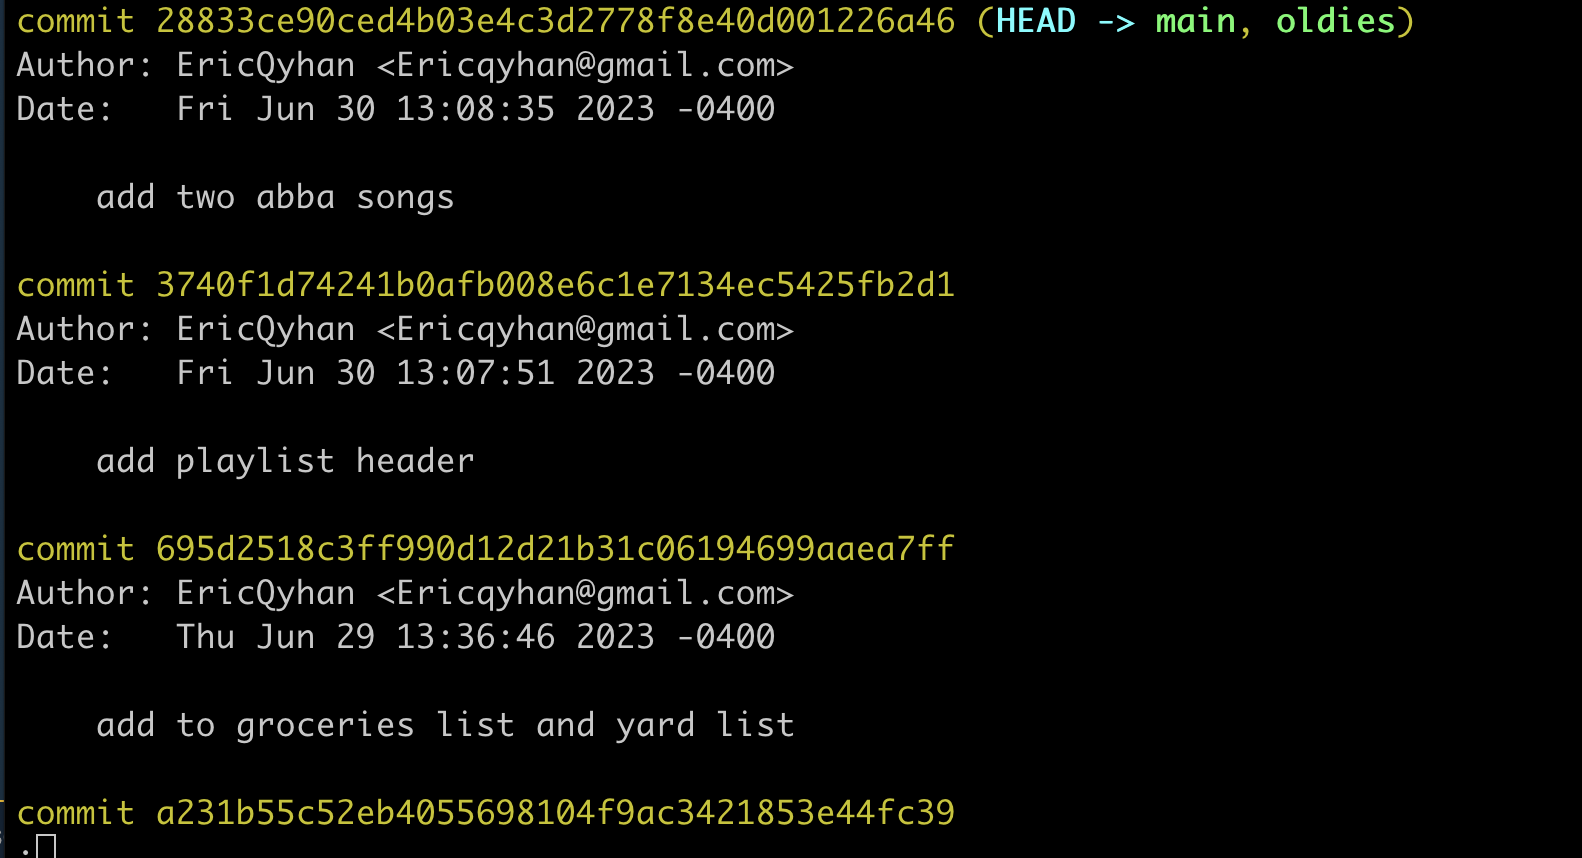 commit 28833ce90ced4b03e4c3d2778f8e40d001226a46 (HEAD -> main, oldies)
Author: EricQyhan <Ericqyhan@gmail.com>
Date:   Fri Jun 30 13:08:35 2023 -0400
add two abba songs
commit 3740f1d74241b0afb008e6c1e7134ec5425fb2d1
Author: EricQyhan <Ericqyhan@gmail.com>
Date:   Fri Jun 30 13:07:51 2023 -0400
add playlist header
commit 695d2518c3ff990d12d21b31c06194699aaea7ff
Author: EricQyhan <Ericqyhan@gmail.com>
Date:   Thu Jun 29 13:36:46 2023 -0400
add to groceries list and yard list
commit a231b55c52eb4055698104f9ac3421853e44fc39